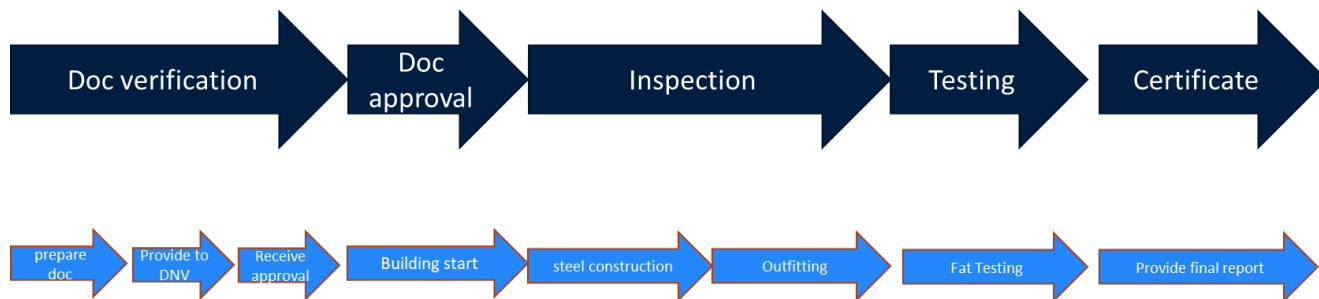 Doc verification
Doc
approval
Inspection
Testing
Certificate
prepare
doc
Provide to
DNV
Receive
approval
Building start
steel construction
Outfitting
Fat Testing
Provide final report